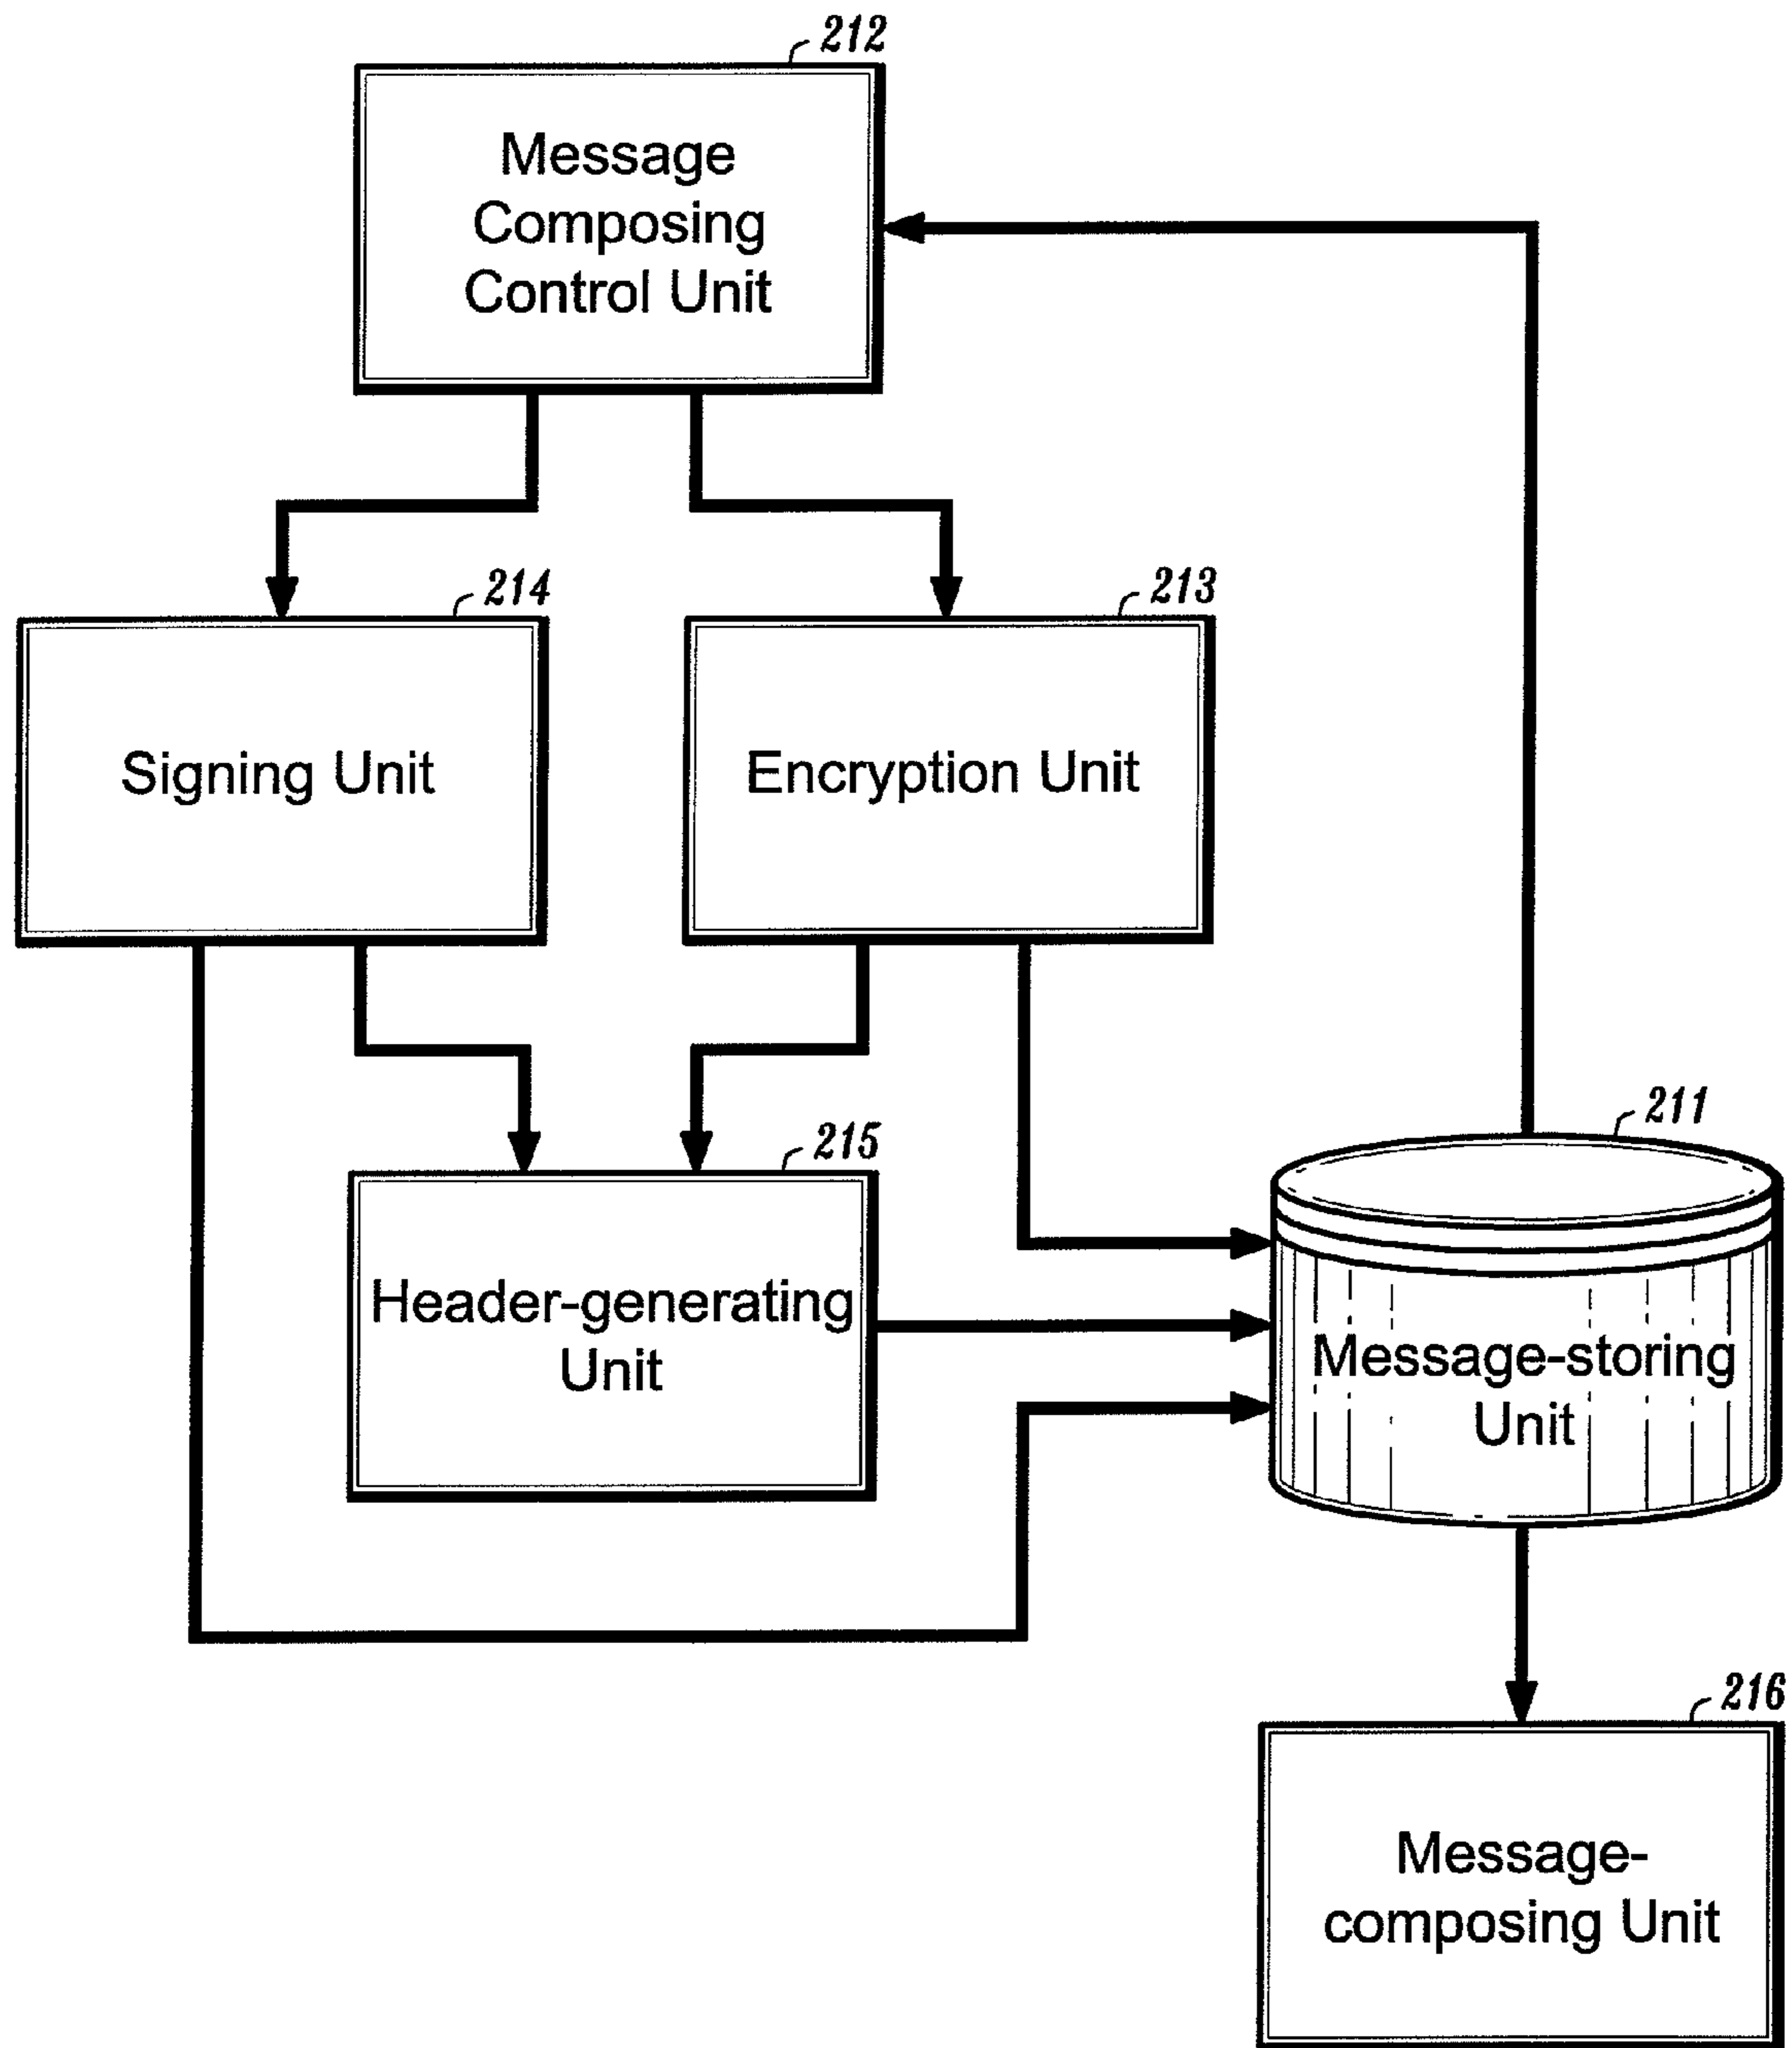 212
Message
Composing
Control Unit
214
213
Signing Unit
Encryption Unit
215
211
Header-generating
Unit
Message-storing
Unit
216
Message-
composing Unit